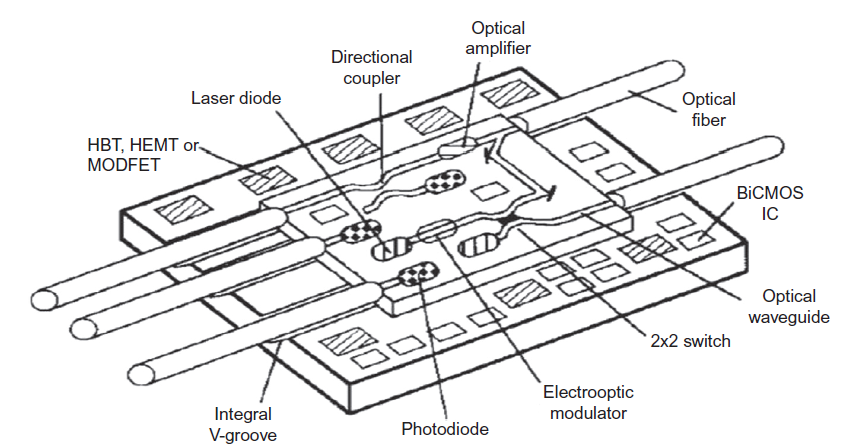 Optical
amplifier
Directional
coupler
Laser diode
Optical
fiber
HBT, HEMT or
MODFET
BiCMOS
IC
Optical
waveguide
2x2 switch
Electrooptic
modulator
Integral
V-groove
Photodiode